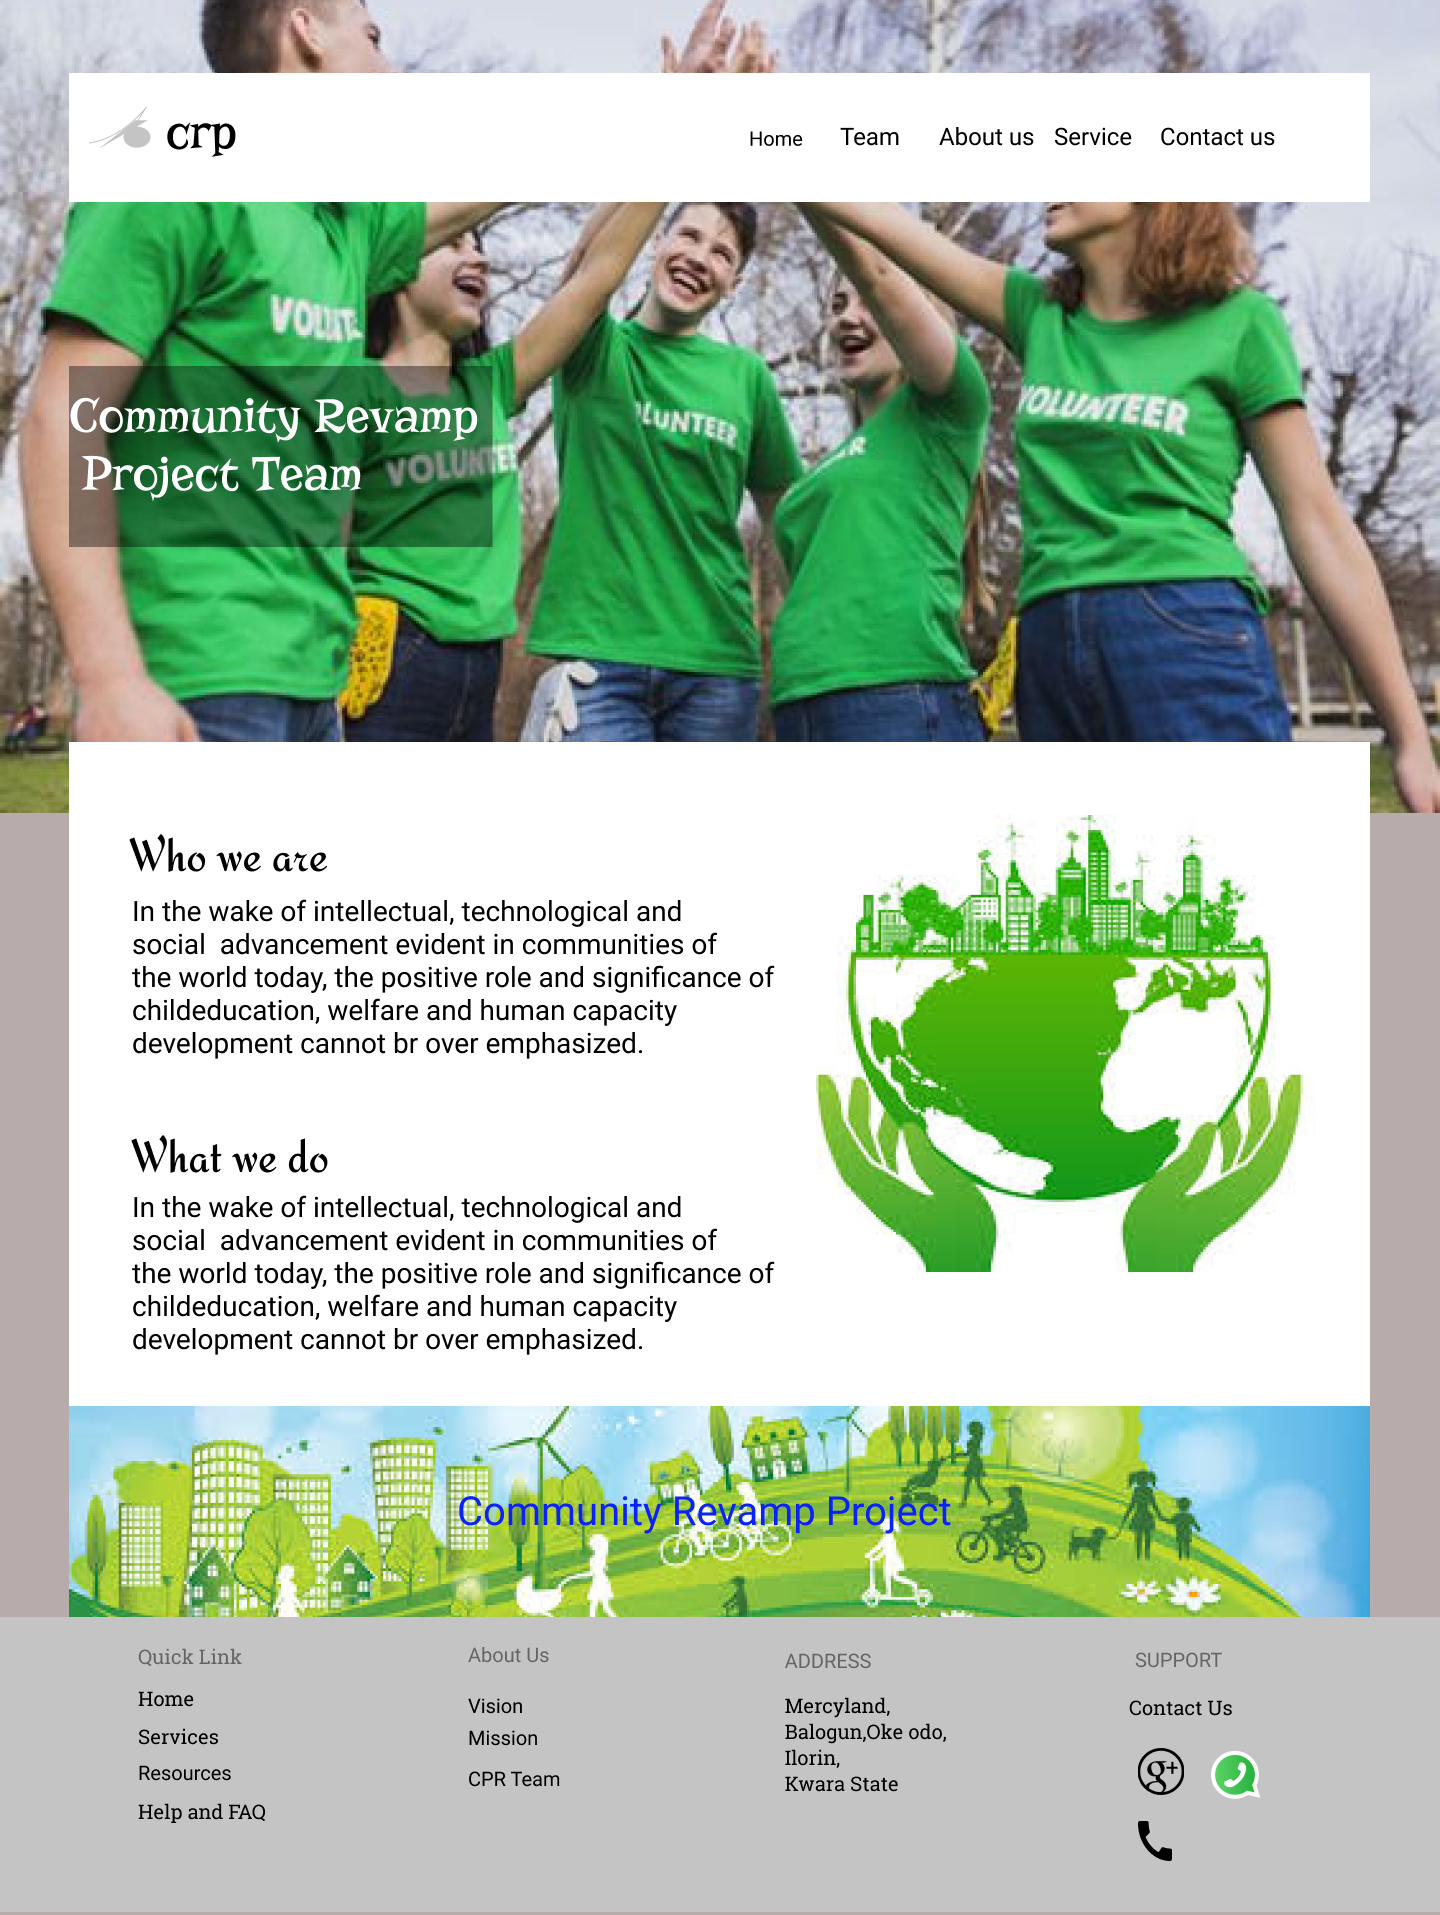 crp
Home Team About us Service Contact us
VOLUNTEER
LUNTEER
VOLUNTEER
Community Revamp
Project Team
Who we are
In the wake of intellectual, technological and
social advancement evident in communities of
the world today, the positive role and significance of
childeducation, welfare and human capacity
development cannot br over emphasized.
What we do
In the wake of intellectual, technological and
social advancement evident in communities of
the world today, the positive role and significance of
childeducation, welfare and human capacity
development cannot br over emphasized.
Community Revamp Project
Quick Link
Home
Services
Resources
Help and FAQ
About Us
Vision
Mission
CPR Team
ADDRESS
Mercyland,
Balogun,Oke odo,
Ilorin,
Kwara State
SUPPORT
Contact Us
g+